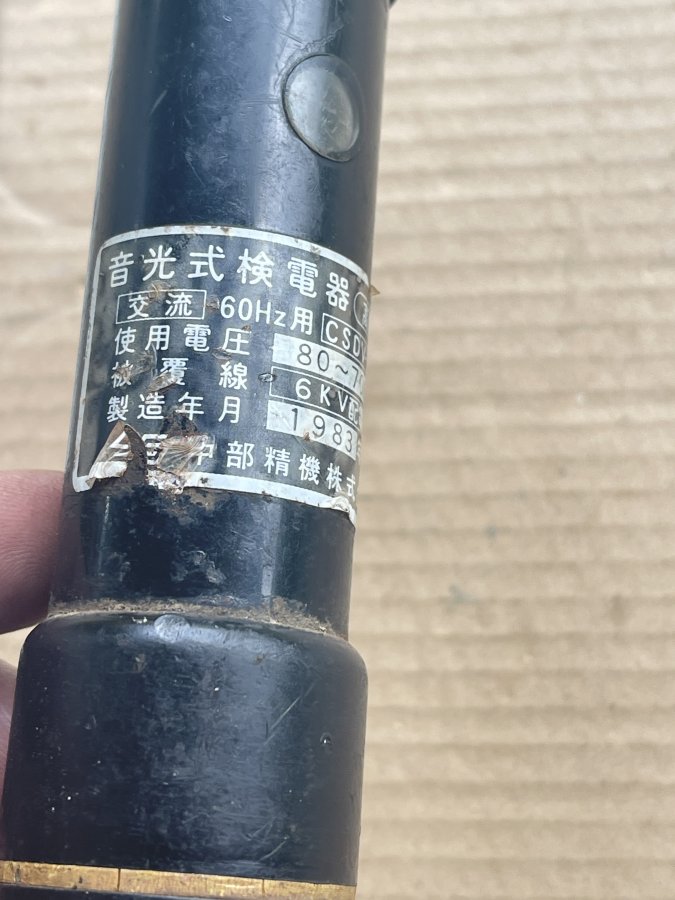 音光式検電器
交流 60Hz用 CSD
使用電圧 80～7
被覆線 6KV
製造年月 1983
中部精機株式